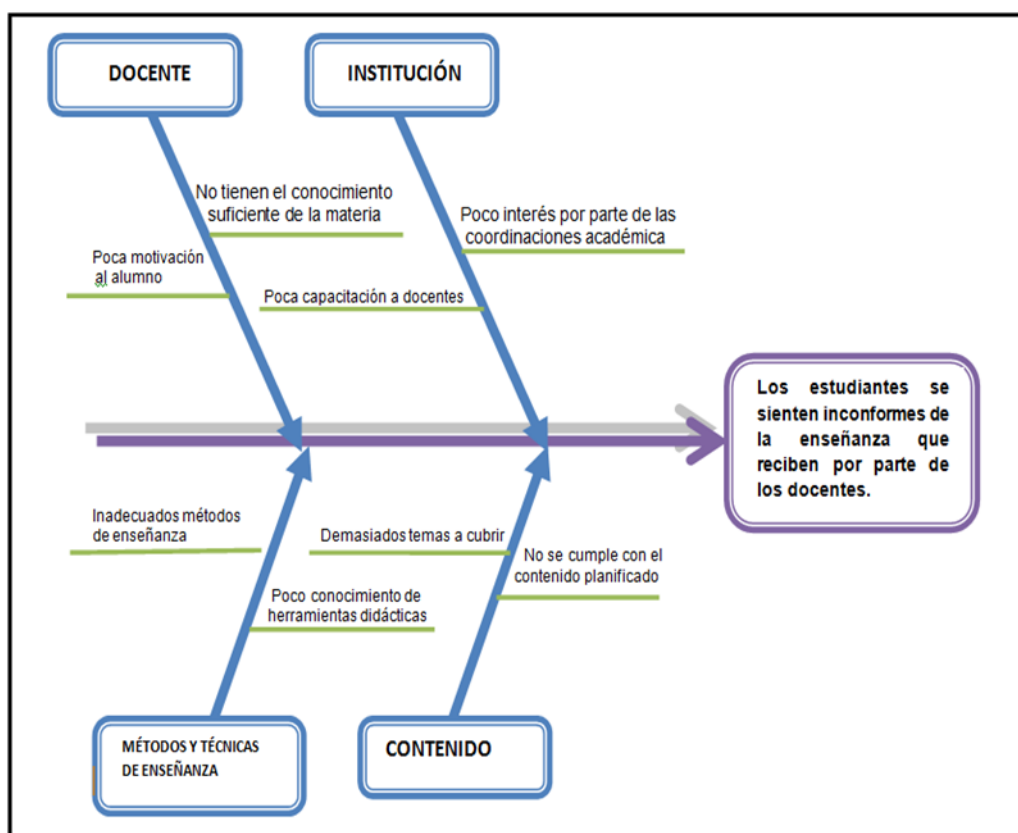 DOCENTE
INSTITUCIÓN
No tienen el conocimiento
suficiente de la materia
Poca motivación
al alumno
Poco interés por parte de las
coordinaciones académica
Poca capacitación a docentes
Los estudiantes se
sienten inconformes de
la enseñanza que
reciben por parte de
los docentes.
Inadecuados métodos
de enseñanza
Poco conocimiento de
herramientas didácticas
Demasiados temas a cubrir
No se cumple con el
contenido planificado
MÉTODOS Y TÉCNICAS
DE ENSEÑANZA
CONTENIDO